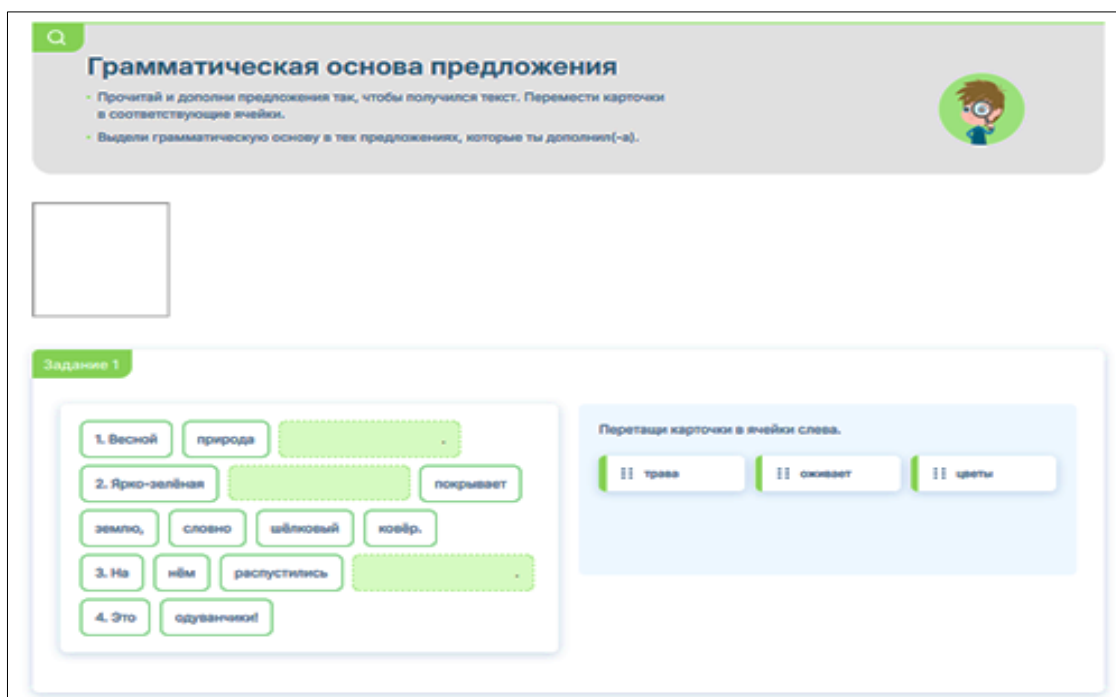 Грамматическая основа предложения
Прочитай и дополни предложения так, чтобы получился текст. Перемести карточки
в соответствующие ячейки.
Выдели грамматическую основу в тех предложениях, которые ты дополнил(-а).
Задание 1
1. Весной природа .
2. Ярко-зелёная покрывает
землю, словно шёлковый ковёр.
3. На нём распустились .
4. Это одуванчики!
Перетащи карточки в ячейки слева.
трава оживает цветы